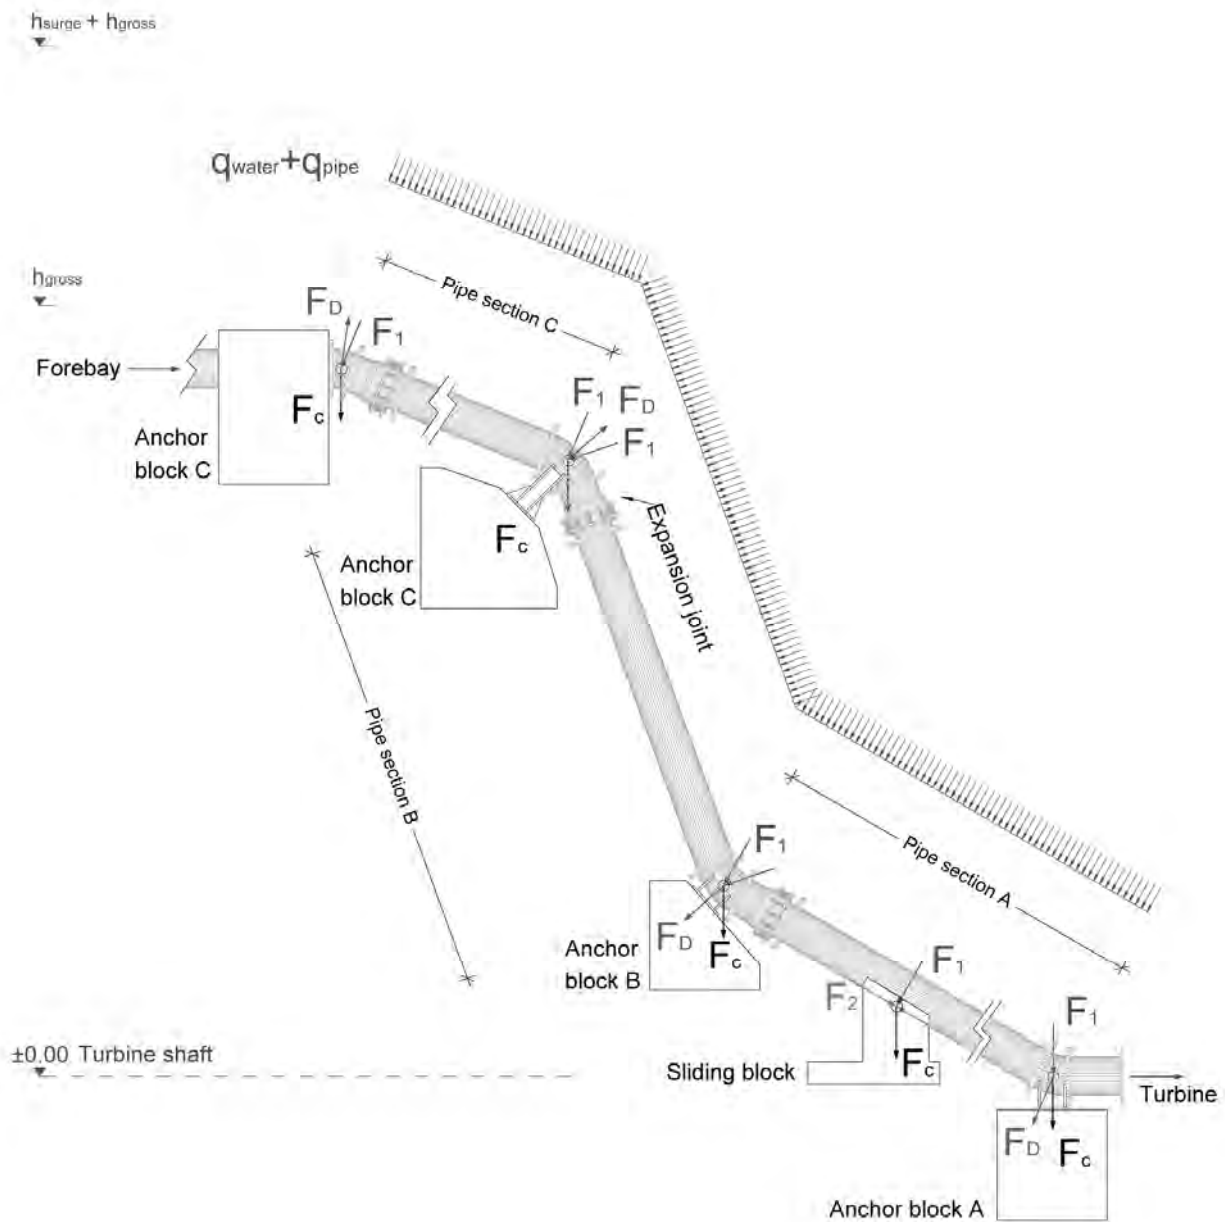 hsurge + hgross
qwater+qpipe
hgross
Pipe section C
FD
F1
Forebay
Fc
Anchor
block C
F1
FD
F1
Fc
Expansion joint
Anchor
block C
Pipe section B
F1
Pipe section A
FD
Fc
Anchor
block B
F1
F2
F1
±0.00 Turbine shaft
Sliding block
Fc
Turbine
FD
Fc
Anchor block A